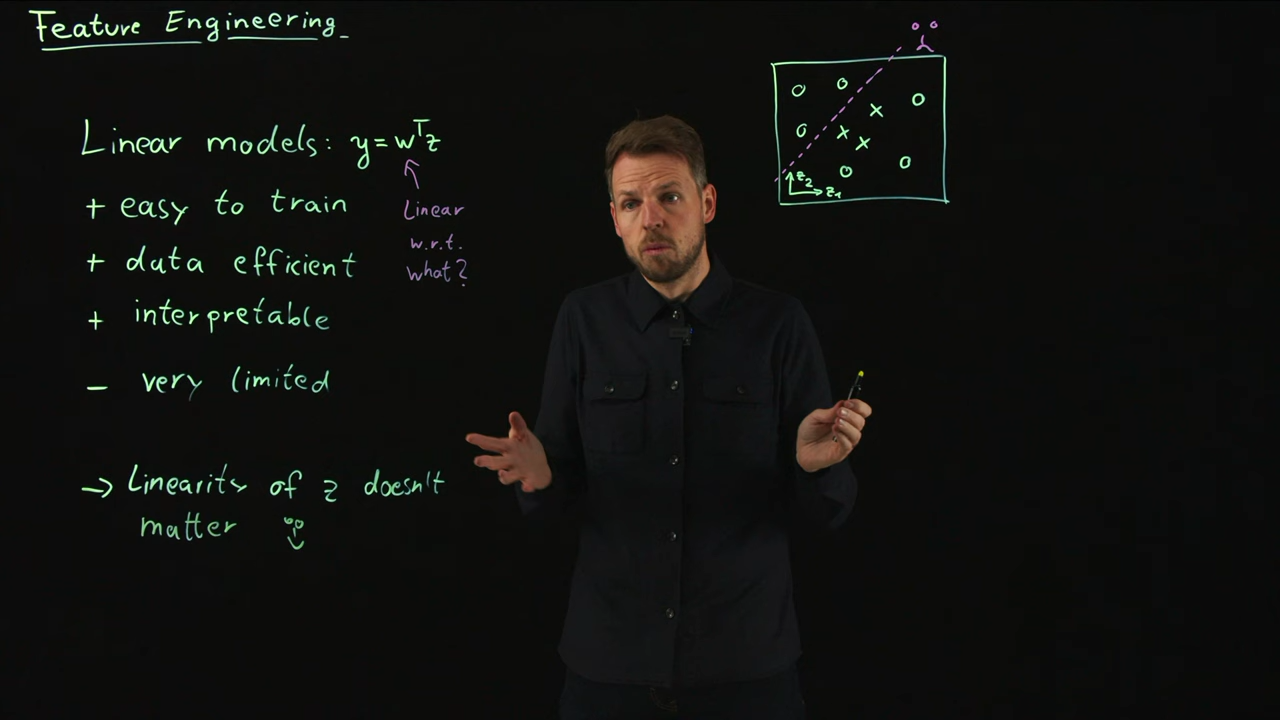 Feature Engineering
Linear models: y = wᵀz
+ easy to train
+ data efficient
+ interpretable
- very limited
Linear
w.r.t.
what?
→ Linearity of z doesn't
matter
z₂
z₁